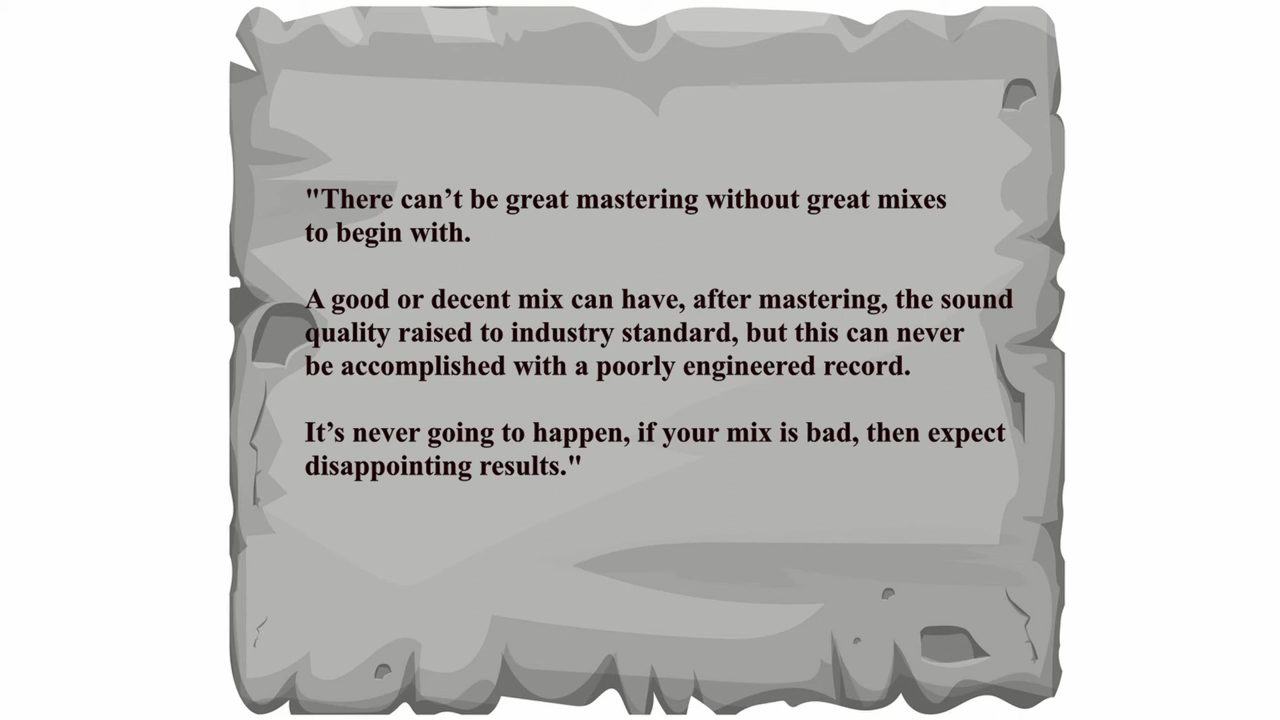 "There can’t be great mastering without great mixes
to begin with.
A good or decent mix can have, after mastering, the sound
quality raised to industry standard, but this can never
be accomplished with a poorly engineered record.
It’s never going to happen, if your mix is bad, then expect
disappointing results."